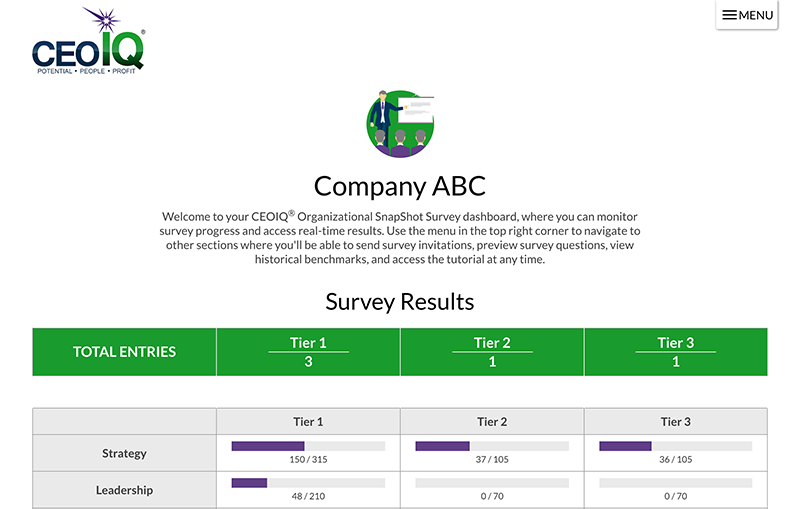 CEOIQ®
POTENTIAL • PEOPLE • PROFIT
MENU
Company ABC
Welcome to your CEOIQ® Organizational SnapShot Survey dashboard, where you can monitor
survey progress and access real-time results. Use the menu in the top right corner to navigate to
other sections where you'll be able to send survey invitations, preview survey questions, view
historical benchmarks, and access the tutorial at any time.
Survey Results
TOTAL ENTRIES
Tier 1
3
Tier 2
1
Tier 3
1
Tier 1 Tier 2 Tier 3
Strategy
150 / 315 37 / 105 36 / 105
Leadership
48 / 210 0 / 70 0 / 70